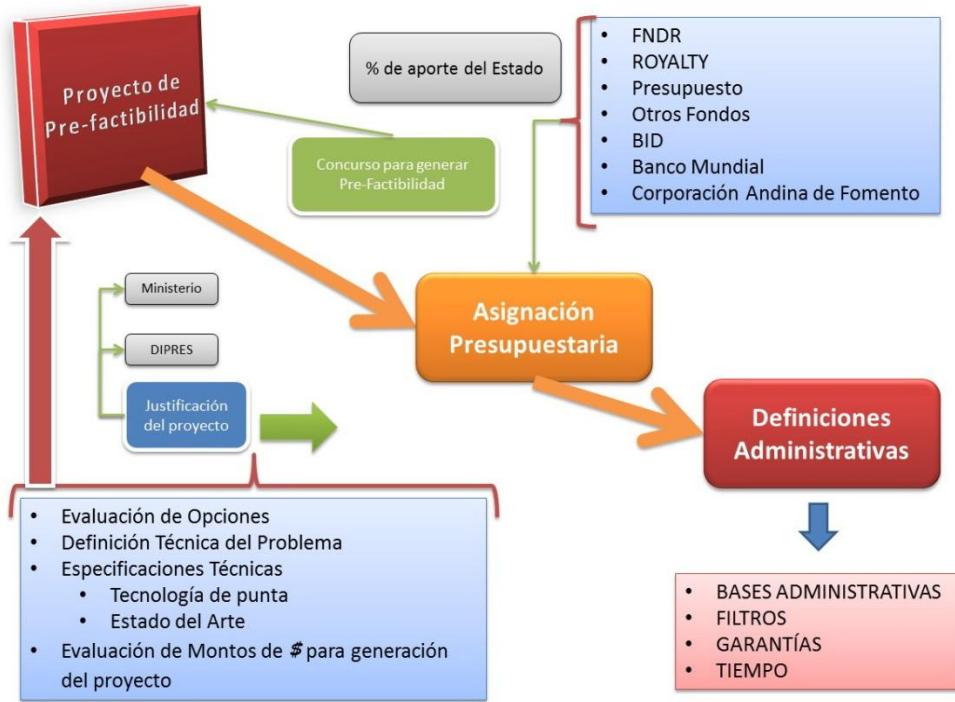 Proyecto de
Pre-factibilidad
% de aporte del Estado
• FNDR
• ROYALTY
• Presupuesto
• Otros Fondos
• BID
• Banco Mundial
• Corporación Andina de Fomento
Concurso para generar
Pre-Factibilidad
Ministerio
DIPRES
Justificación
del proyecto
Asignación
Presupuestaria
Definiciones
Administrativas
• Evaluación de Opciones
• Definición Técnica del Problema
• Especificaciones Técnicas
• Tecnología de punta
• Estado del Arte
• Evaluación de Montos de $ para generación
del proyecto
• BASES ADMINISTRATIVAS
• FILTROS
• GARANTÍAS
• TIEMPO